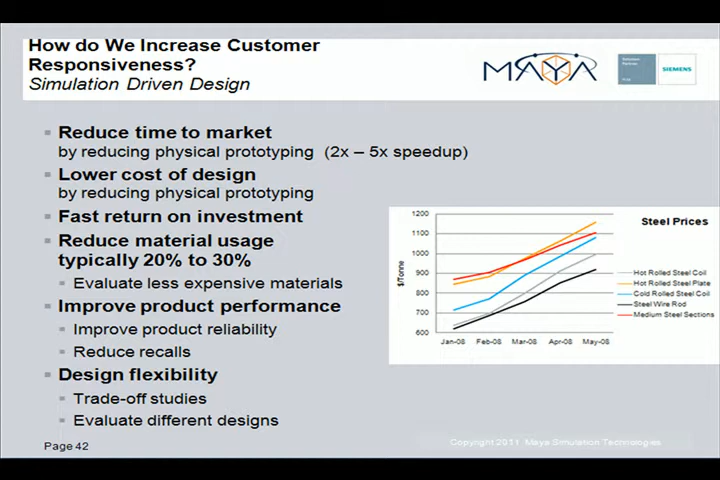 How do We Increase Customer
Responsiveness?
Simulation Driven Design
MAYA
SIEMENS
Reduce time to market
by reducing physical prototyping (2x – 5x speedup)
Lower cost of design
by reducing physical prototyping
Fast return on investment
Reduce material usage
typically 20% to 30%
Evaluate less expensive materials
Improve product performance
Improve product reliability
Reduce recalls
Design flexibility
Trade-off studies
Evaluate different designs
Steel Prices
$/Tonne
1200
1100
1000
900
800
700
600
Jan-08 Feb-08 Mar-08 Apr-08 May-08
Hot Rolled Steel Coil
Hot Rolled Steel Plate
Cold Rolled Steel Coil
Steel Wire Rod
Medium Steel Sections
Page 42
Copyright 2011 Maya Simulation Technologies